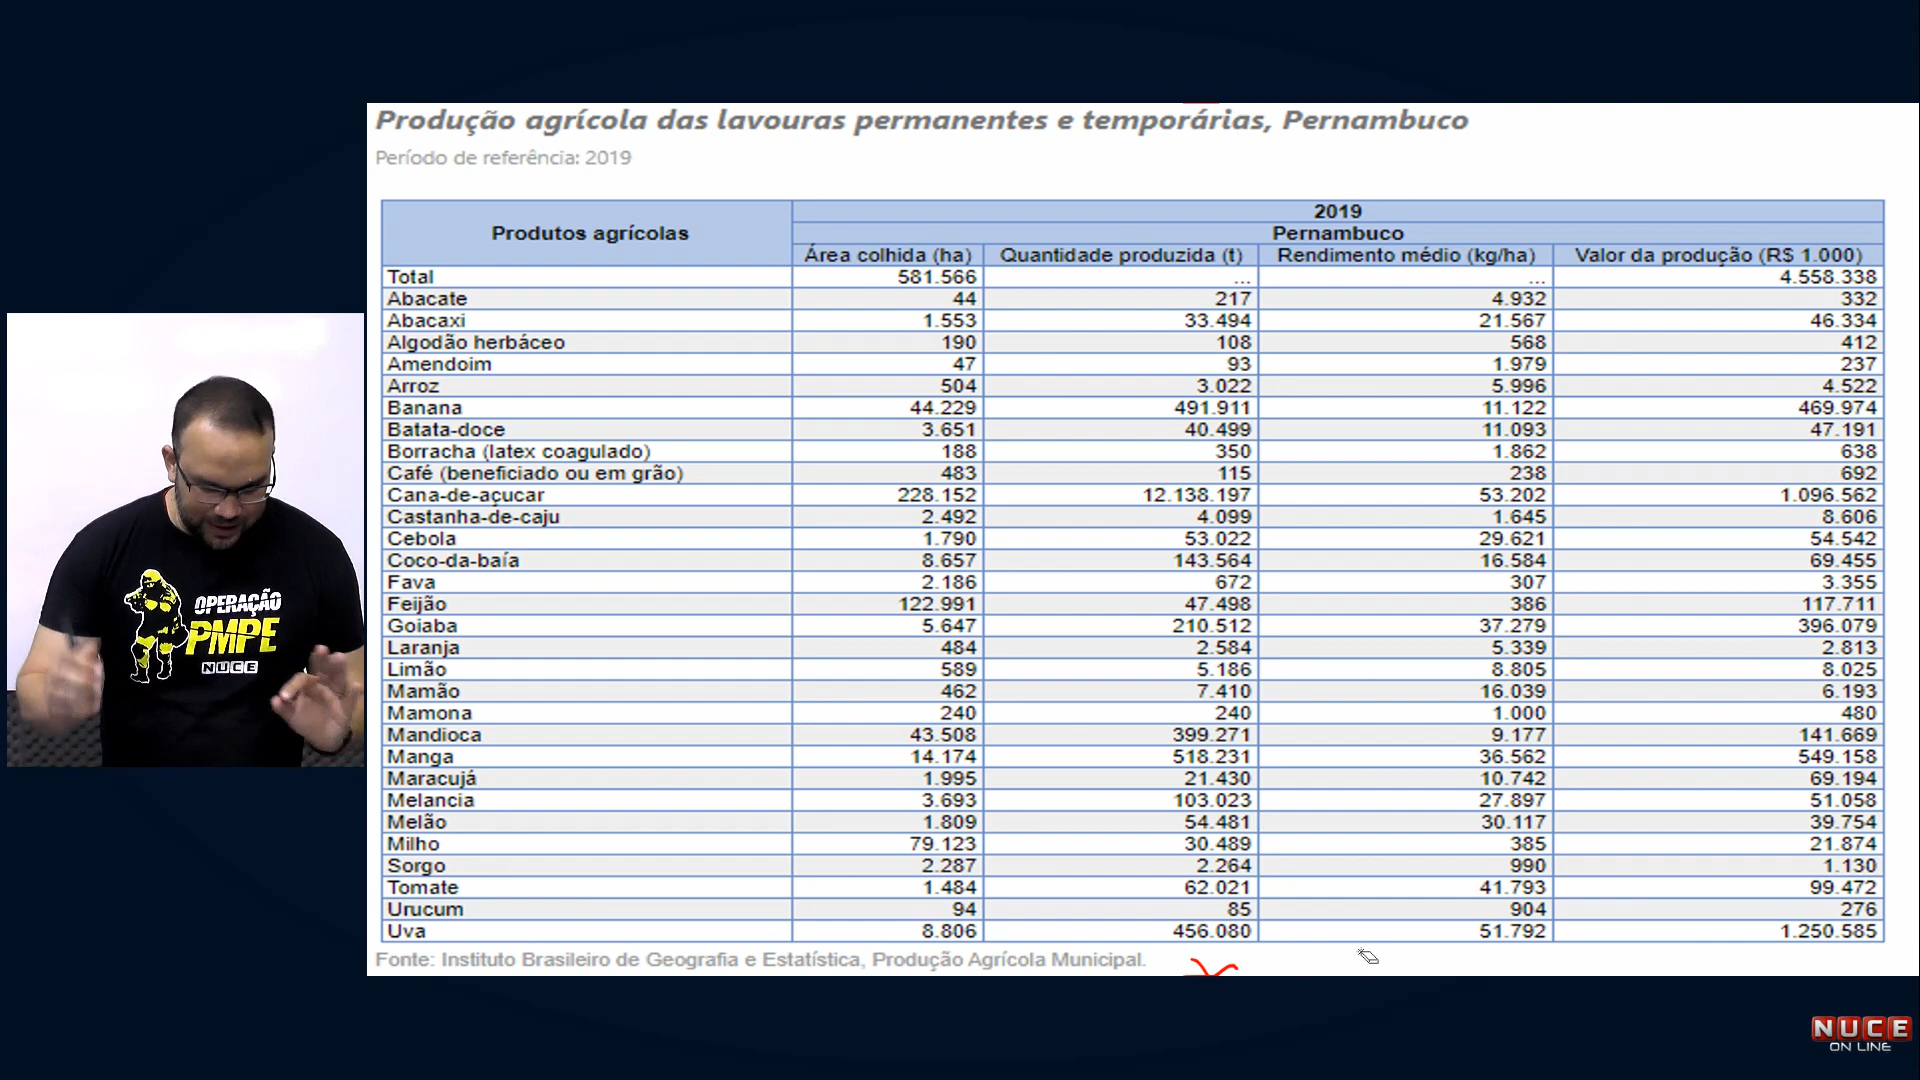 Produção agrícola das lavouras permanentes e temporárias, Pernambuco
Período de referência: 2019
Produtos agrícolas
2019
Pernambuco
Área colhida (ha) Quantidade produzida (t) Rendimento médio (kg/ha) Valor da produção (R$ 1.000)
Total 581.566 ... ... 4.558.338
Abacate 44 217 4.932 332
Abacaxi 1.553 33.494 21.567 46.334
Algodão herbáceo 190 108 568 412
Amendoim 47 93 1.979 237
Arroz 504 3.022 5.996 4.522
Banana 44.229 491.911 11.122 469.974
Batata-doce 3.651 40.499 11.093 47.191
Borracha (latex coagulado) 188 350 1.862 638
Café (beneficiado ou em grão) 483 115 238 692
Cana-de-açucar 228.152 12.138.197 53.202 1.096.562
Castanha-de-caju 2.492 4.099 1.645 8.606
Cebola 1.790 53.022 29.621 54.542
Coco-da-baía 8.657 143.564 16.584 69.455
Fava 2.186 672 307 3.355
Feijão 122.991 47.498 386 117.711
Goiaba 5.647 210.512 37.279 396.079
Laranja 484 2.584 5.339 2.813
Limão 589 5.186 8.805 8.025
Mamão 462 7.410 16.039 6.193
Mamona 240 240 1.000 480
Mandioca 43.508 399.271 9.177 141.669
Manga 14.174 518.231 36.562 549.158
Maracujá 1.995 21.430 10.742 69.194
Melancia 3.693 103.023 27.897 51.058
Melão 1.809 54.481 30.117 39.754
Milho 79.123 30.489 385 21.874
Sorgo 2.287 2.264 990 1.130
Tomate 1.484 62.021 41.793 99.472
Urucum 94 85 904 276
Uva 8.806 456.080 51.792 1.250.585
Fonte: Instituto Brasileiro de Geografia e Estatística, Produção Agrícola Municipal.
OPERAÇÃO
PMPE
NUCE
NUCE
ON LINE